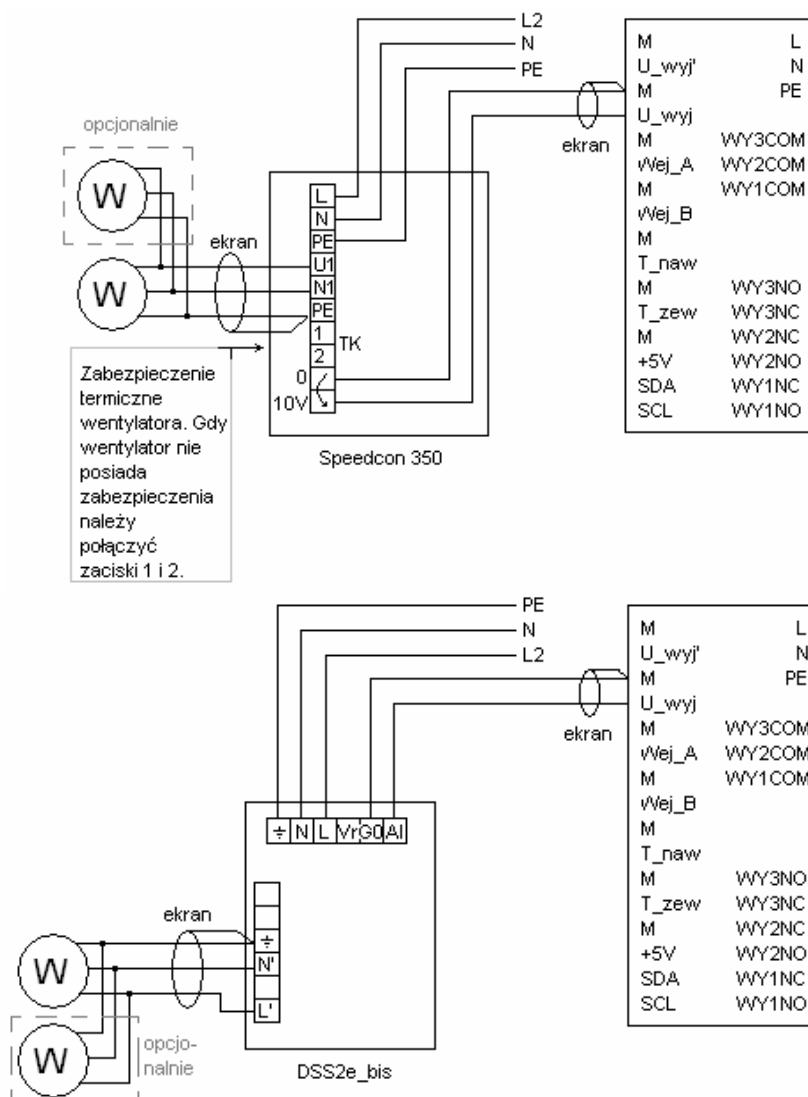 L2
N
PE
opcjonalnie
W
W
ekran
L
N
PE
U1
N1
PE
1
2
TK
0
10V
Speedcon 350
Zabezpieczenie
termiczne
wentylatora. Gdy
wentylator nie
posiada
zabezpieczenia
należy
połączyć
zaciski 1 i 2.
ekran
M L
U_wyj' N
M PE
U_wyj
M WY3COM
Wej_A WY2COM
M WY1COM
Wej_B
M
T_naw
M WY3NO
T_zew WY3NC
M WY2NC
+5V WY2NO
SDA WY1NC
SCL WY1NO
PE
N
L2
ekran
⏚ N L Vr G0 AI
ekran
⏚
N'
L'
W
W
opcjo-
nalnie
DSS2e_bis
M L
U_wyj' N
M PE
U_wyj
M WY3COM
Wej_A WY2COM
M WY1COM
Wej_B
M
T_naw
M WY3NO
T_zew WY3NC
M WY2NC
+5V WY2NO
SDA WY1NC
SCL WY1NO